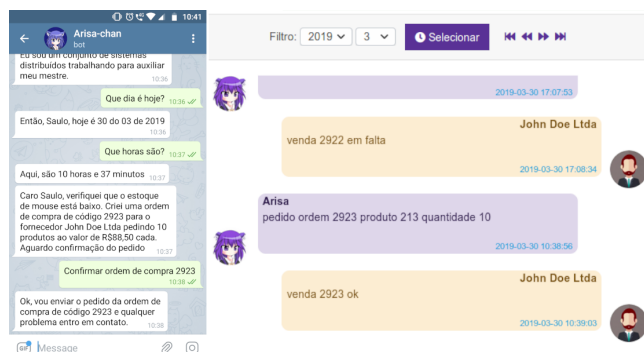 10:41
Arisa-chan
bot
Eu sou um conjunto de sistemas
distribuídos trabalhando para auxiliar
meu mestre.
10:36
Que dia é hoje? 10:36
Então, Saulo, hoje é 30 do 03 de 2019
10:36
Que horas são? 10:37
Aqui, são 10 horas e 37 minutos 10:37
Caro Saulo, verifiquei que o estoque
de mouse está baixo. Criei uma ordem
de compra de código 2923 para o
fornecedor John Doe Ltda pedindo 10
produtos ao valor de R$88,50 cada.
Aguardo confirmação do pedido 10:37
Confirmar ordem de compra 2923
10:38
Ok, vou enviar o pedido da ordem de
compra de código 2923 e qualquer
problema entro em contato. 10:38
GIF Message
Filtro: 2019 3 Selecionar
2019-03-30 17:07:53
John Doe Ltda
venda 2922 em falta
2019-03-30 17:08:34
Arisa
pedido ordem 2923 produto 213 quantidade 10
2019-03-30 10:38:56
John Doe Ltda
venda 2923 ok
2019-03-30 10:39:03